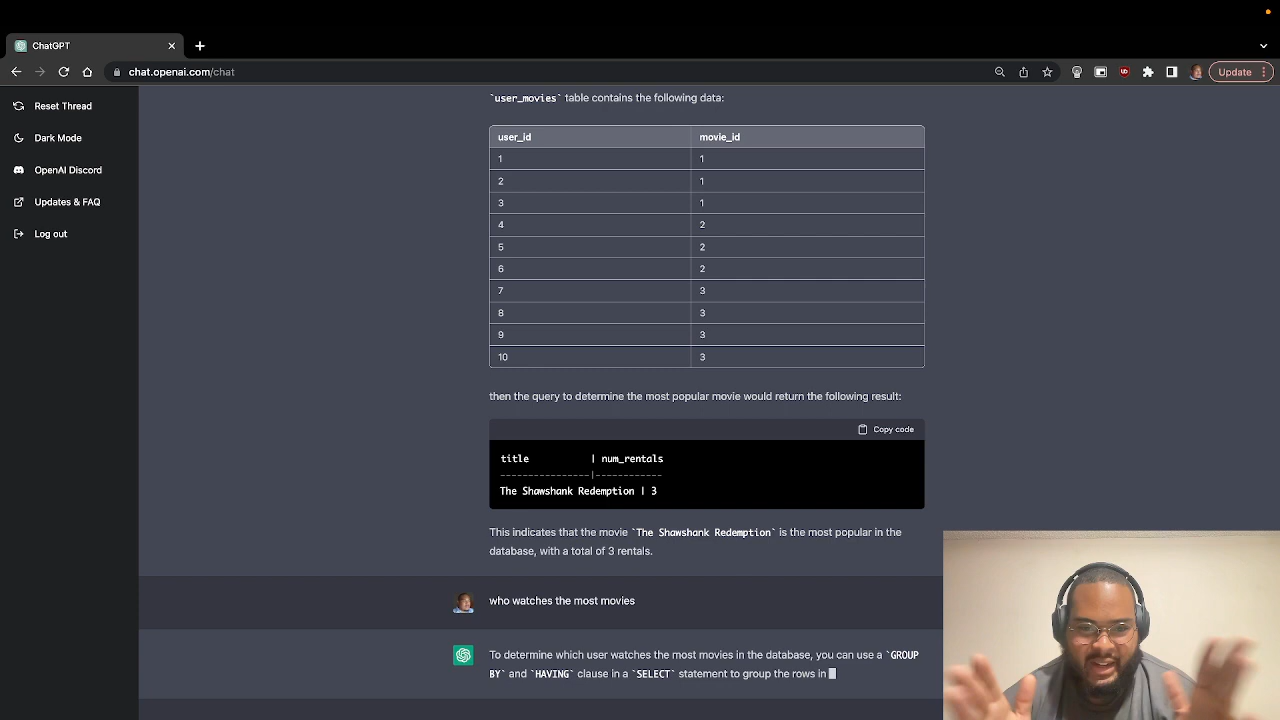 ChatGPT
chat.openai.com/chat
Update
Reset Thread
Dark Mode
OpenAI Discord
Updates & FAQ
Log out
`user_movies` table contains the following data:
user_id movie_id
1 1
2 1
3 1
4 2
5 2
6 2
7 3
8 3
9 3
10 3
then the query to determine the most popular movie would return the following result:
Copy code
title | num_rentals
----------------|------------
The Shawshank Redemption | 3
This indicates that the movie `The Shawshank Redemption` is the most popular in the
database, with a total of 3 rentals.
who watches the most movies
To determine which user watches the most movies in the database, you can use a `GROUP
BY` and `HAVING` clause in a `SELECT` statement to group the rows in